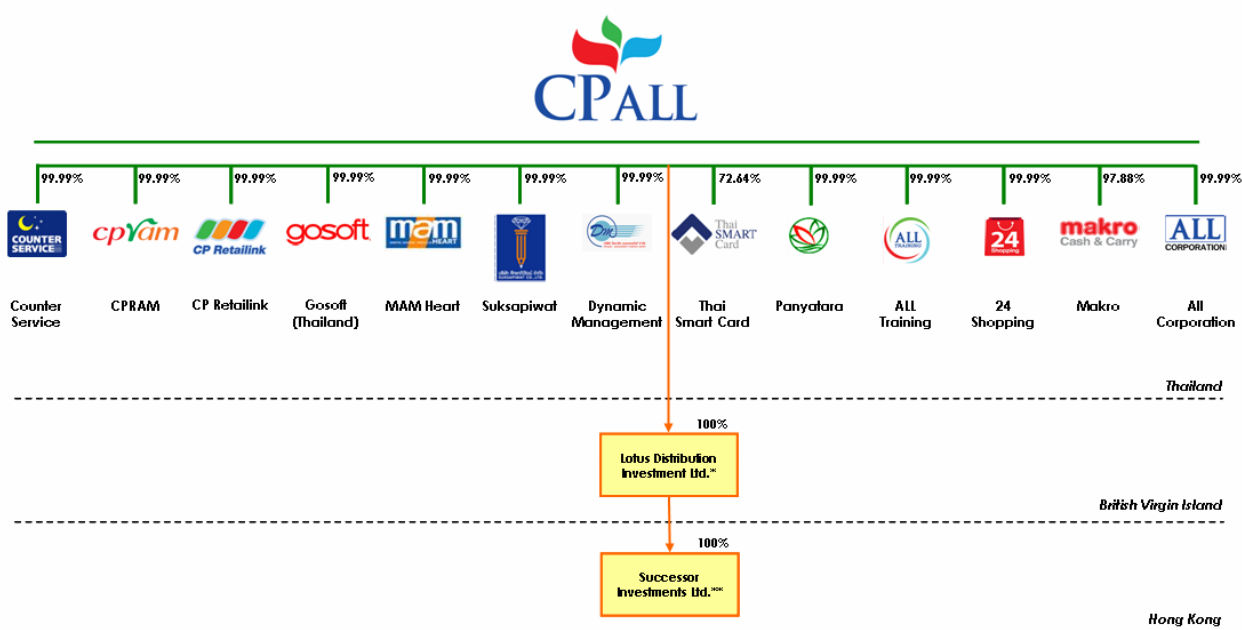 CPALL
99.99% 99.99% 99.99% 99.99% 99.99% 99.99% 99.99% 72.64% 99.99% 99.99% 99.99% 97.88% 99.99%
COUNTER
SERVICE
cpram
CP Retailink
gosoft
mam
HEART
Dm
Thai
SMART
Card
ALL
TRAINING
24
Shopping
makro
Cash & Carry
ALL
CORPORATION
Counter
Service
CPRAM
CP Retailink
Gosoft
(Thailand)
MAM Heart
Suksapiwat
Dynamic
Management
Thai
Smart Card
Panyatara
ALL
Training
24
Shopping
Makro
All
Corporation
Thailand
100%
Lotus Distribution
Investment Ltd.*
British Virgin Island
100%
Successor
Investments Ltd.**
Hong Kong